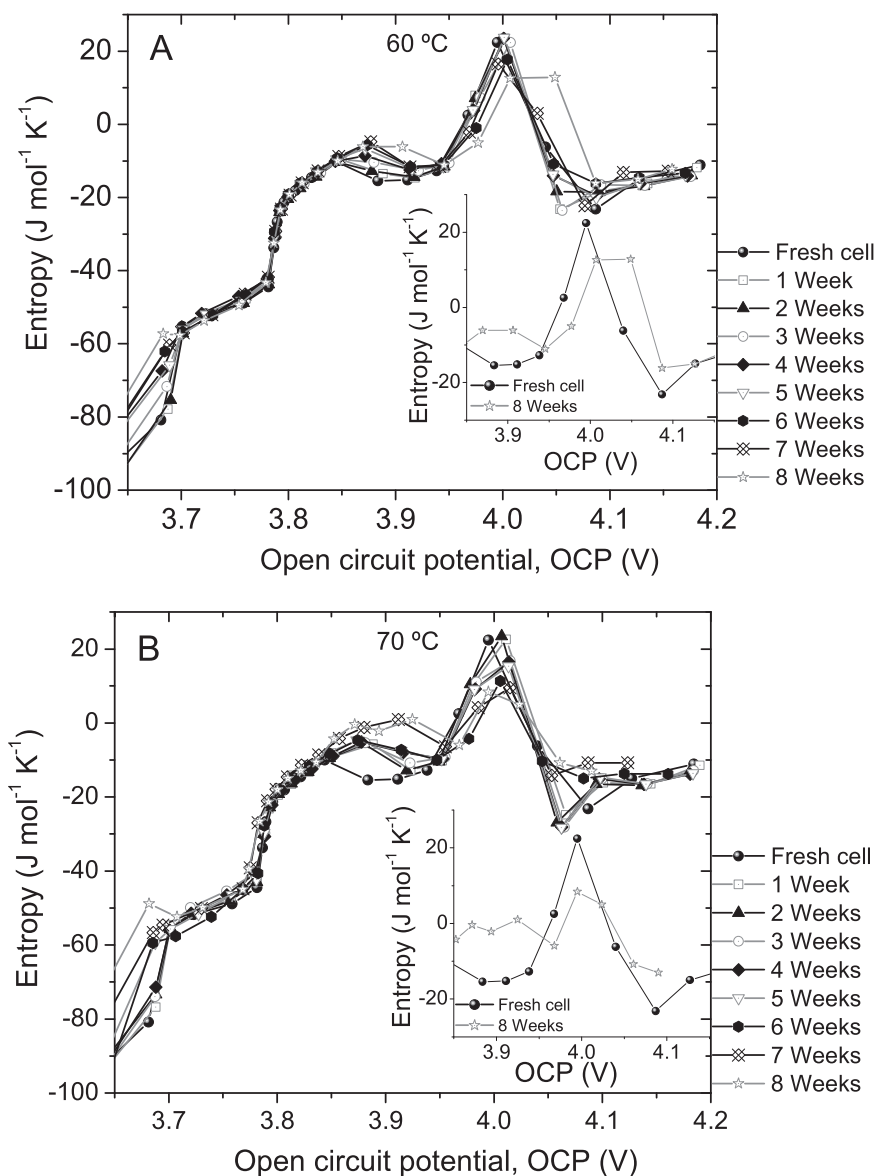 A
60 ºC
20
0
-20
-40
-60
-80
-100
Entropy (J mol⁻¹ K⁻¹)
3.7 3.8 3.9 4.0 4.1 4.2
Open circuit potential, OCP (V)
20
0
-20
Entropy (J mol⁻¹ K⁻¹)
Fresh cell
8 Weeks
3.9 4.0 4.1
OCP (V)
Fresh cell
1 Week
2 Weeks
3 Weeks
4 Weeks
5 Weeks
6 Weeks
7 Weeks
8 Weeks
B
70 ºC
20
0
-20
-40
-60
-80
-100
Entropy (J mol⁻¹ K⁻¹)
3.7 3.8 3.9 4.0 4.1 4.2
Open circuit potential, OCP (V)
20
0
-20
Entropy (J mol⁻¹ K⁻¹)
Fresh cell
8 Weeks
3.9 4.0 4.1
OCP (V)
Fresh cell
1 Week
2 Weeks
3 Weeks
4 Weeks
5 Weeks
6 Weeks
7 Weeks
8 Weeks